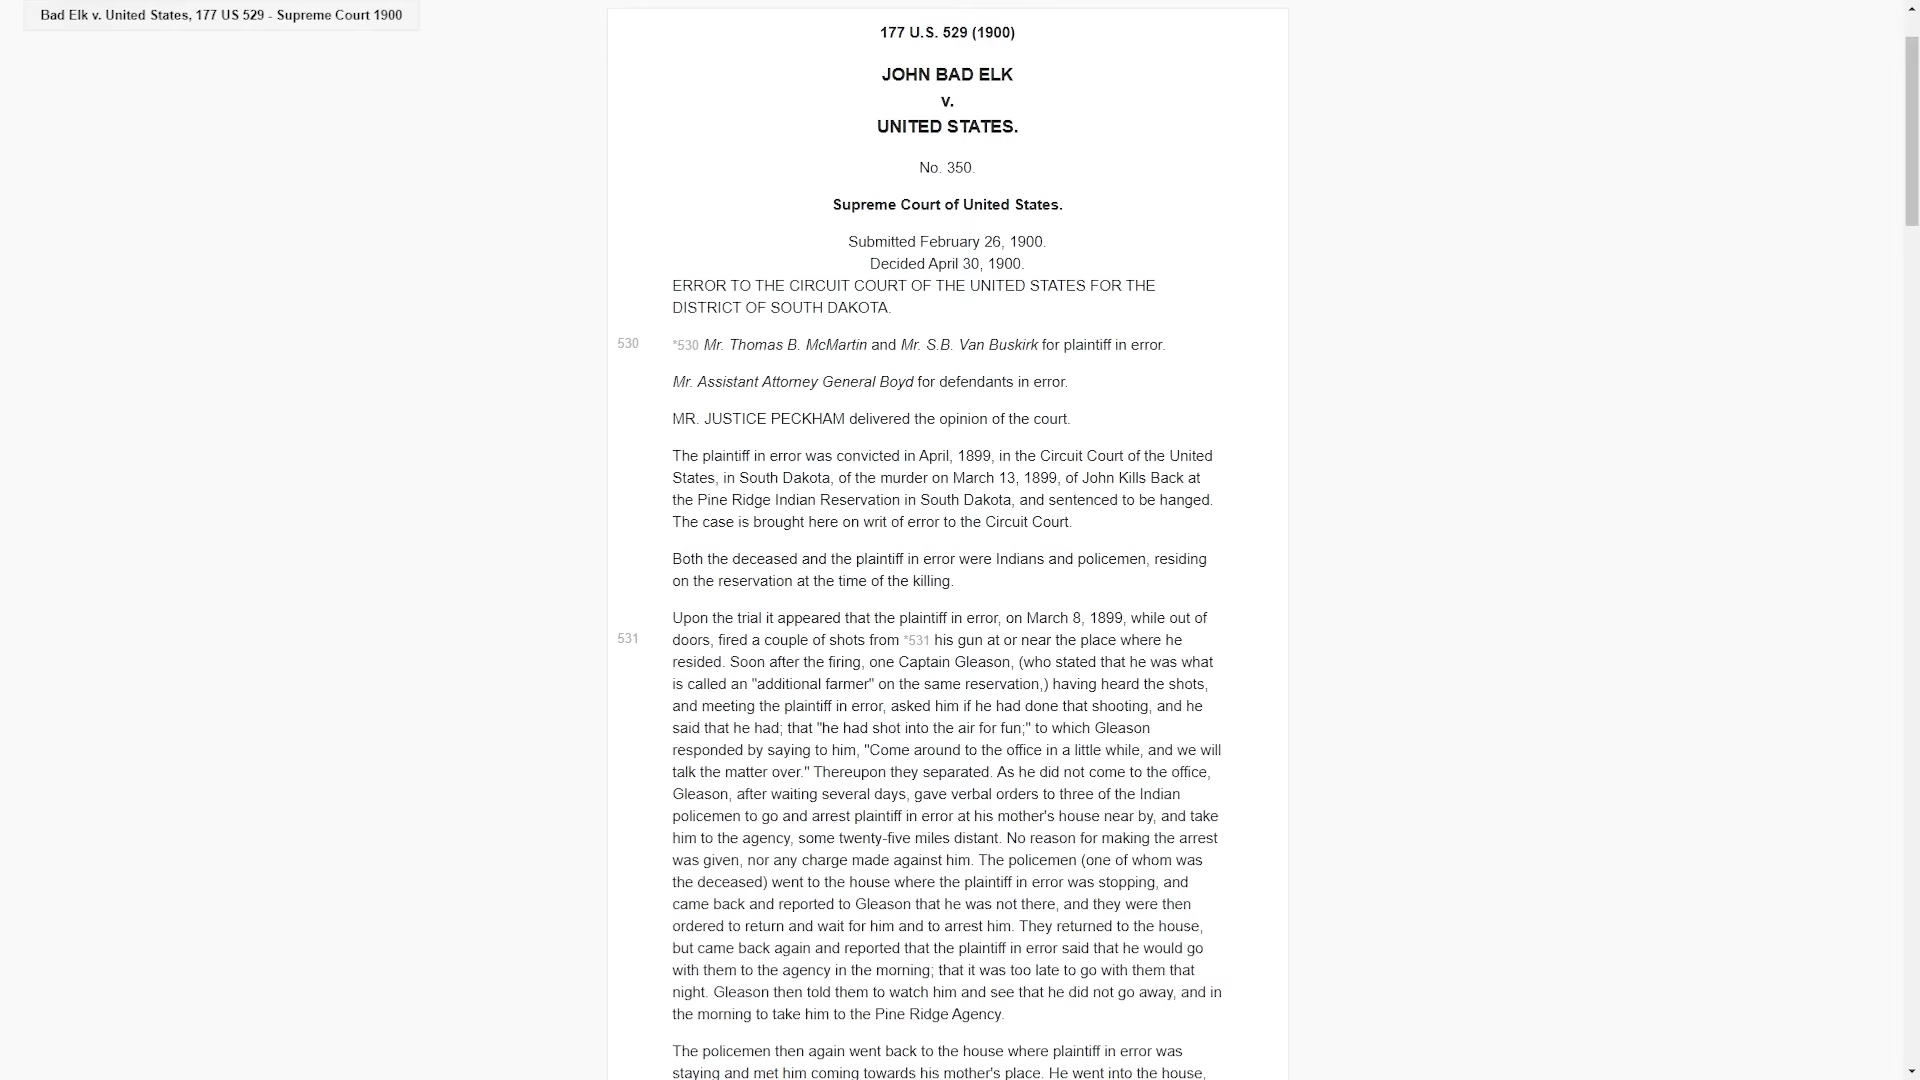 Bad Elk v. United States, 177 US 529 - Supreme Court 1900
177 U.S. 529 (1900)
JOHN BAD ELK
v.
UNITED STATES.
No. 350.
Supreme Court of United States.
Submitted February 26, 1900.
Decided April 30, 1900.
ERROR TO THE CIRCUIT COURT OF THE UNITED STATES FOR THE
DISTRICT OF SOUTH DAKOTA.
530 *530 Mr. Thomas B. McMartin and Mr. S.B. Van Buskirk for plaintiff in error.
Mr. Assistant Attorney General Boyd for defendants in error.
MR. JUSTICE PECKHAM delivered the opinion of the court.
The plaintiff in error was convicted in April, 1899, in the Circuit Court of the United
States, in South Dakota, of the murder on March 13, 1899, of John Kills Back at
the Pine Ridge Indian Reservation in South Dakota, and sentenced to be hanged.
The case is brought here on writ of error to the Circuit Court.
Both the deceased and the plaintiff in error were Indians and policemen, residing
on the reservation at the time of the killing.
Upon the trial it appeared that the plaintiff in error, on March 8, 1899, while out of
531 doors, fired a couple of shots from *531 his gun at or near the place where he
resided. Soon after the firing, one Captain Gleason, (who stated that he was what
is called an "additional farmer" on the same reservation,) having heard the shots,
and meeting the plaintiff in error, asked him if he had done that shooting, and he
said that he had; that "he had shot into the air for fun;" to which Gleason
responded by saying to him, "Come around to the office in a little while, and we will
talk the matter over." Thereupon they separated. As he did not come to the office,
Gleason, after waiting several days, gave verbal orders to three of the Indian
policemen to go and arrest plaintiff in error at his mother's house near by, and take
him to the agency, some twenty-five miles distant. No reason for making the arrest
was given, nor any charge made against him. The policemen (one of whom was
the deceased) went to the house where the plaintiff in error was stopping, and
came back and reported to Gleason that he was not there, and they were then
ordered to return and wait for him and to arrest him. They returned to the house,
but came back again and reported that the plaintiff in error said that he would go
with them to the agency in the morning; that it was too late to go with them that
night. Gleason then told them to watch him and see that he did not go away, and in
the morning to take him to the Pine Ridge Agency.
The policemen then again went back to the house where plaintiff in error was
staying and met him coming towards his mother's place. He went into the house,